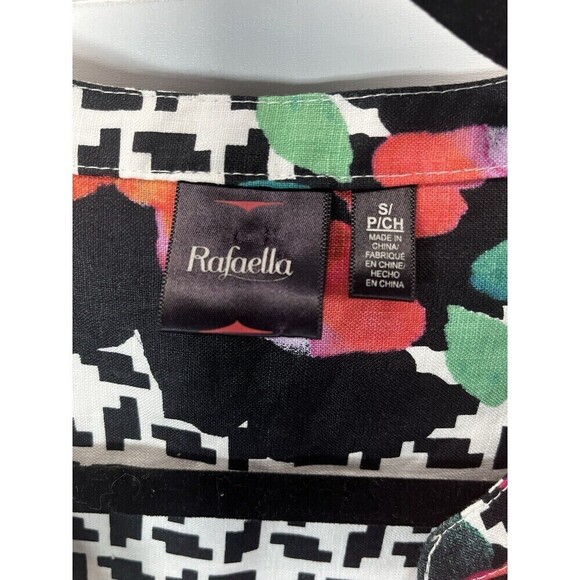 Rafaella
S/
P/CH
MADE IN
CHINA/
FABRIQUÉ
EN CHINE/
HECHO
EN CHINA